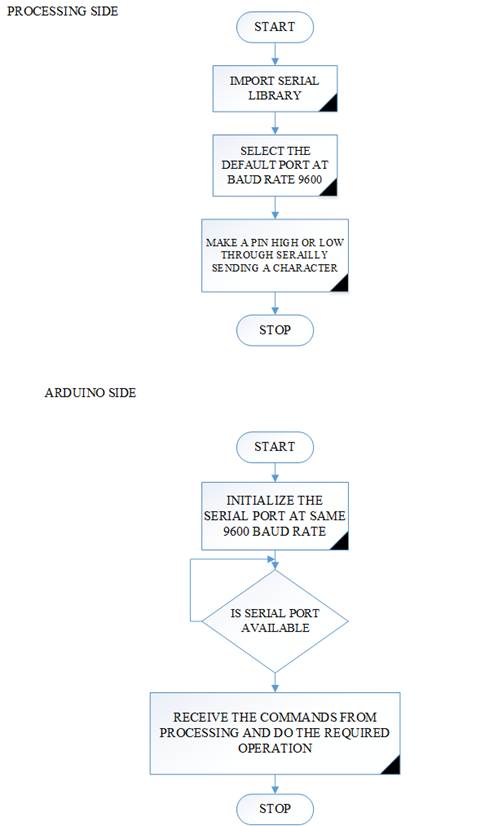 PROCESSING SIDE
START
IMPORT SERIAL
LIBRARY
SELECT THE
DEFAULT PORT AT
BAUD RATE 9600
MAKE A PIN HIGH OR LOW
THROUGH SERAILLY
SENDING A CHARACTER
STOP
ARDUINO SIDE
START
INITIALIZE THE
SERIAL PORT AT SAME
9600 BAUD RATE
IS SERIAL PORT
AVAILABLE
RECEIVE THE COMMANDS FROM
PROCESSING AND DO THE REQUIRED
OPERATION
STOP